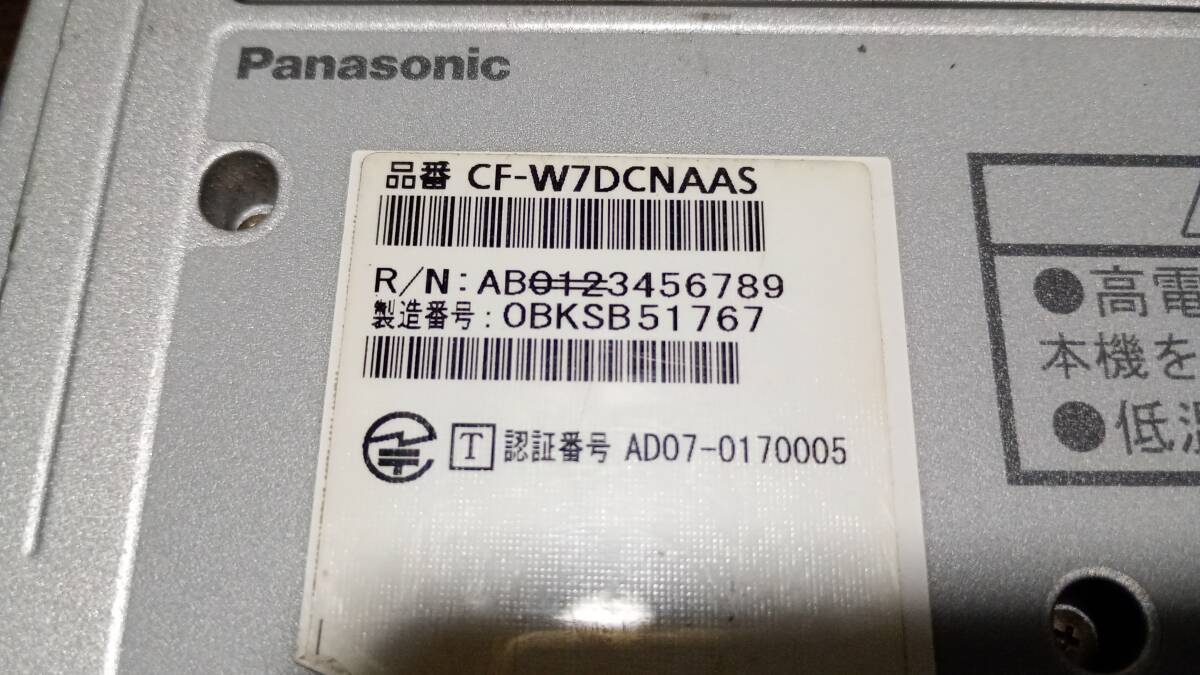 Panasonic
品番 CF-W7DCNAAS
R/N: AB0123456789
製造番号: 0BKSB51767
T 認証番号 AD07-0170005
●高電
本機を
●低温